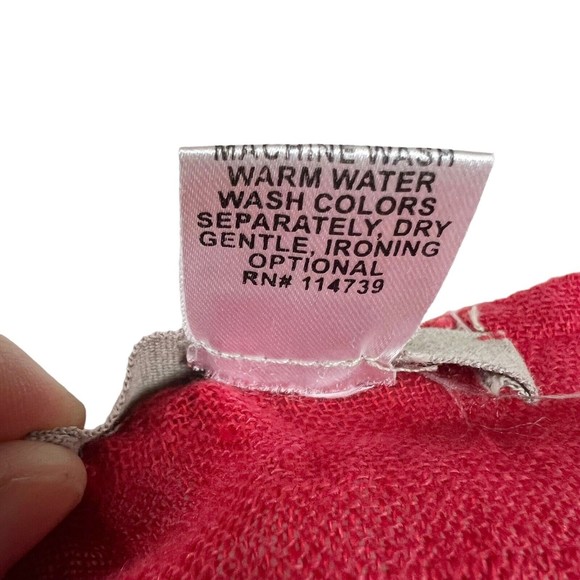 MACHINE WASH
WARM WATER
WASH COLORS
SEPARATELY, DRY
GENTLE, IRONING
OPTIONAL
RN# 114739